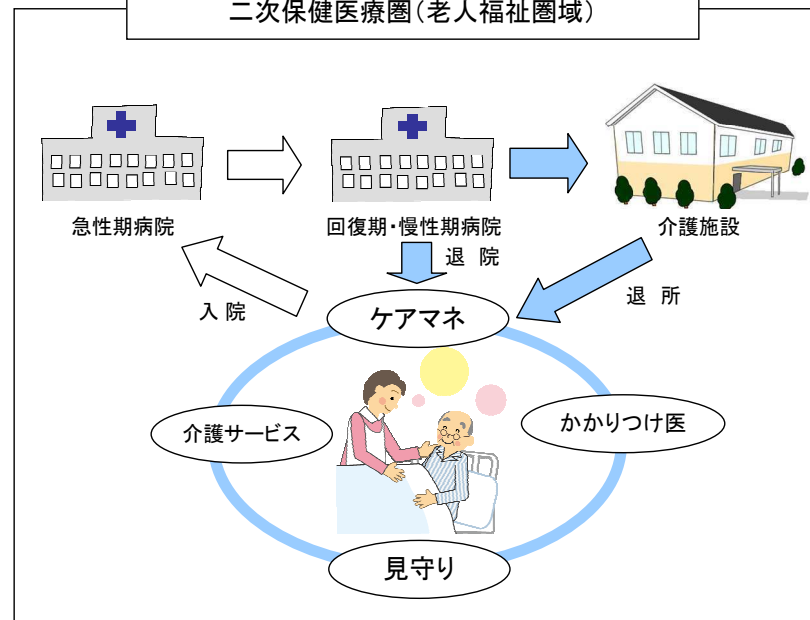 二次保健医療圏(老人福祉圏域)
急性期病院
回復期・慢性期病院
介護施設
退 院
入 院
退 所
ケアマネ
介護サービス
かかりつけ医
見守り